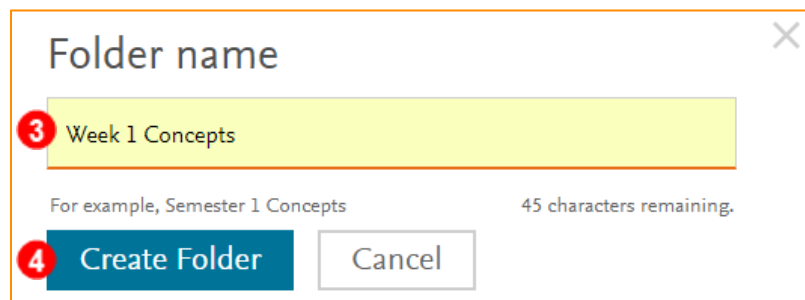 Folder name
3 Week 1 Concepts
For example, Semester 1 Concepts 45 characters remaining.
4 Create Folder Cancel